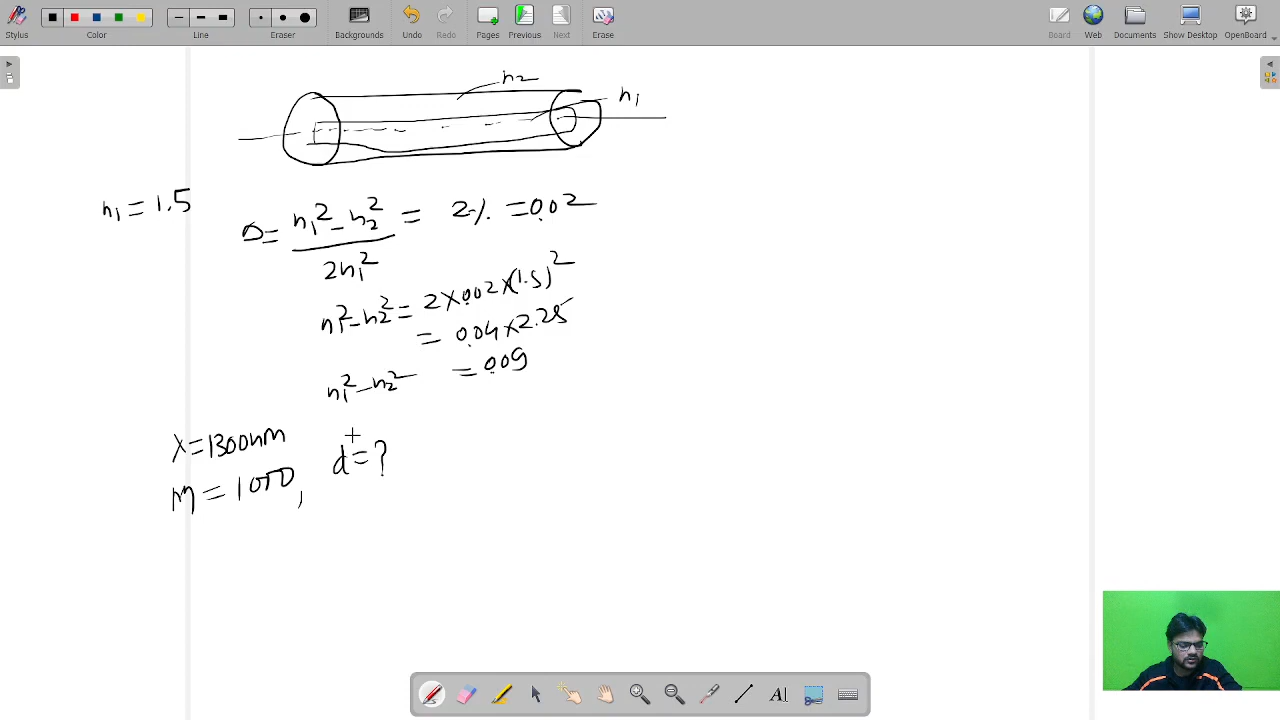 Stylus
Color
Line
Eraser
Backgrounds
Undo
Redo
Pages
Previous
Next
Erase
Board
Web
Documents
Show Desktop
OpenBoard
n2
n1
n1 = 1.5
Δ = n1² - n2² / 2n1² = 2% = 0.02
n1² - n2² = 2 × 0.02 × (1.5)²
= 0.04 × 2.25
n1² - n2² = 0.09
λ = 1300nm
d = ?
M = 1000,
AI